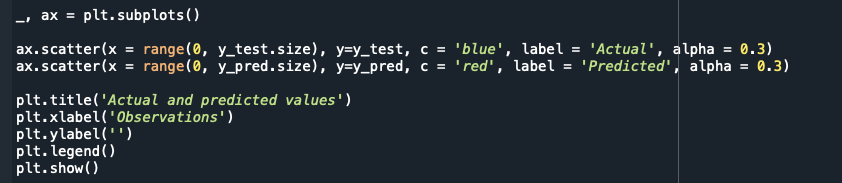 _, ax = plt.subplots()
ax.scatter(x = range(0, y_test.size), y=y_test, c = 'blue', label = 'Actual', alpha = 0.3)
ax.scatter(x = range(0, y_pred.size), y=y_pred, c = 'red', label = 'Predicted', alpha = 0.3)
plt.title('Actual and predicted values')
plt.xlabel('Observations')
plt.ylabel('')
plt.legend()
plt.show()